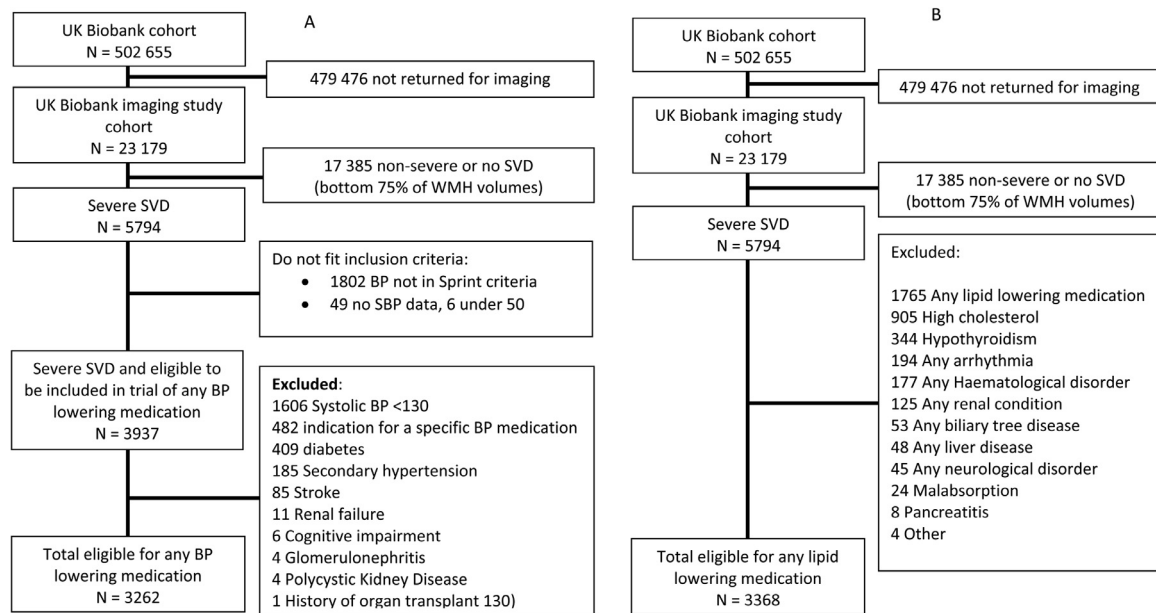 A
UK Biobank cohort
N = 502 655
479 476 not returned for imaging
UK Biobank imaging study
cohort
N = 23 179
17 385 non-severe or no SVD
(bottom 75% of WMH volumes)
Severe SVD
N = 5794
Do not fit inclusion criteria:
• 1802 BP not in Sprint criteria
• 49 no SBP data, 6 under 50
Severe SVD and eligible to
be included in trial of any BP
lowering medication
N = 3937
Excluded:
1606 Systolic BP <130
482 indication for a specific BP medication
409 diabetes
185 Secondary hypertension
85 Stroke
11 Renal failure
6 Cognitive impairment
4 Glomerulonephritis
4 Polycystic Kidney Disease
1 History of organ transplant 130)
Total eligible for any BP
lowering medication
N = 3262
B
UK Biobank cohort
N = 502 655
479 476 not returned for imaging
UK Biobank imaging study
cohort
N = 23 179
17 385 non-severe or no SVD
(bottom 75% of WMH volumes)
Severe SVD
N = 5794
Excluded:
1765 Any lipid lowering medication
905 High cholesterol
344 Hypothyroidism
194 Any arrhythmia
177 Any Haematological disorder
125 Any renal condition
53 Any biliary tree disease
48 Any liver disease
45 Any neurological disorder
24 Malabsorption
8 Pancreatitis
4 Other
Total eligible for any lipid
lowering medication
N = 3368